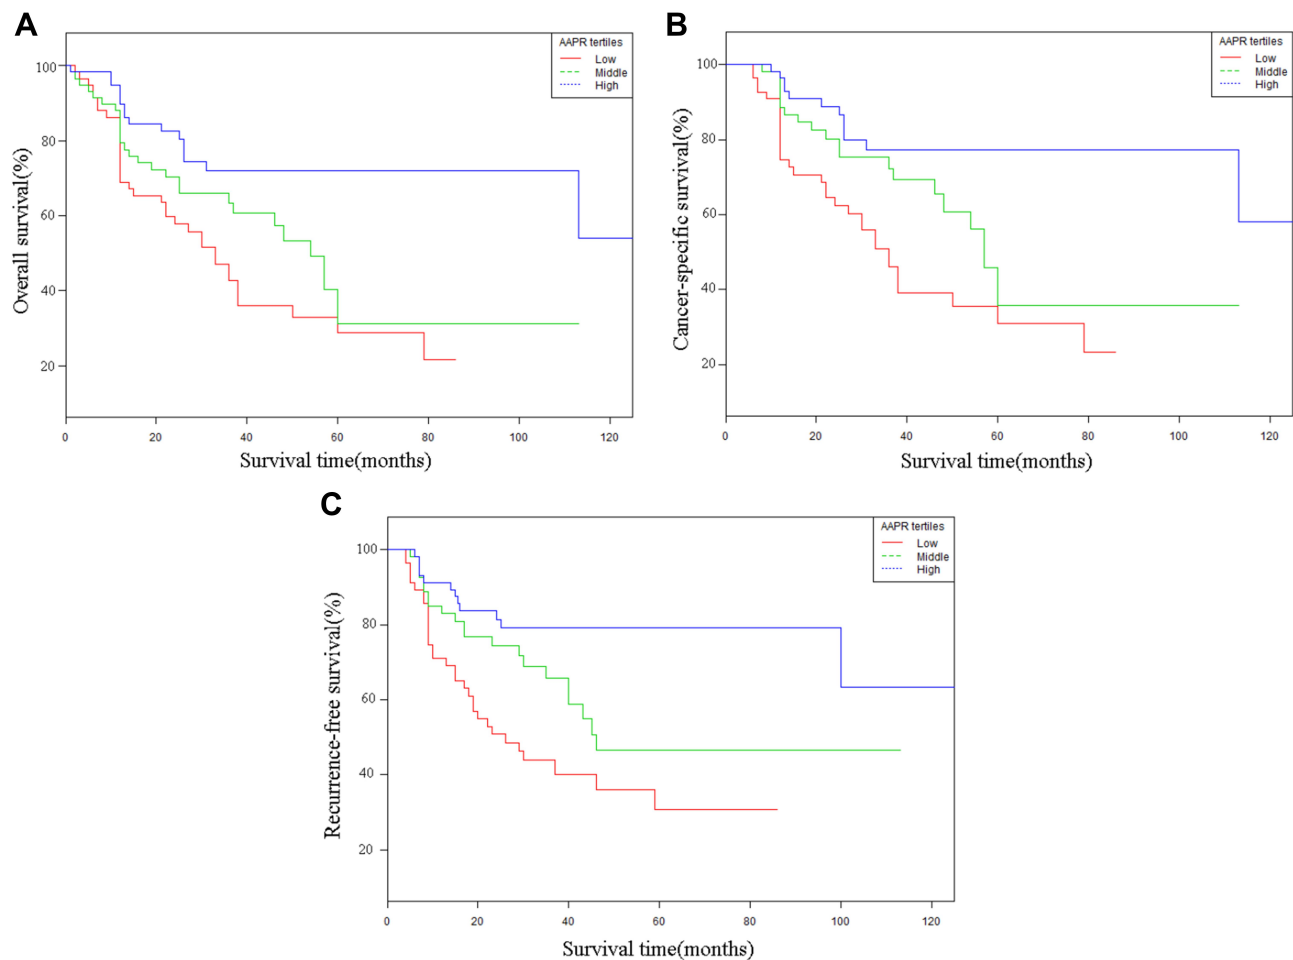 A
AAPR tertiles
Low
Middle
High
100
80
60
40
20
Overall survival(%)
0 20 40 60 80 100 120
Survival time(months)
B
AAPR tertiles
Low
Middle
High
100
80
60
40
20
Cancer-specific survival(%)
0 20 40 60 80 100 120
Survival time(months)
C
AAPR tertiles
Low
Middle
High
100
80
60
40
20
Recurrence-free survival(%)
0 20 40 60 80 100 120
Survival time(months)